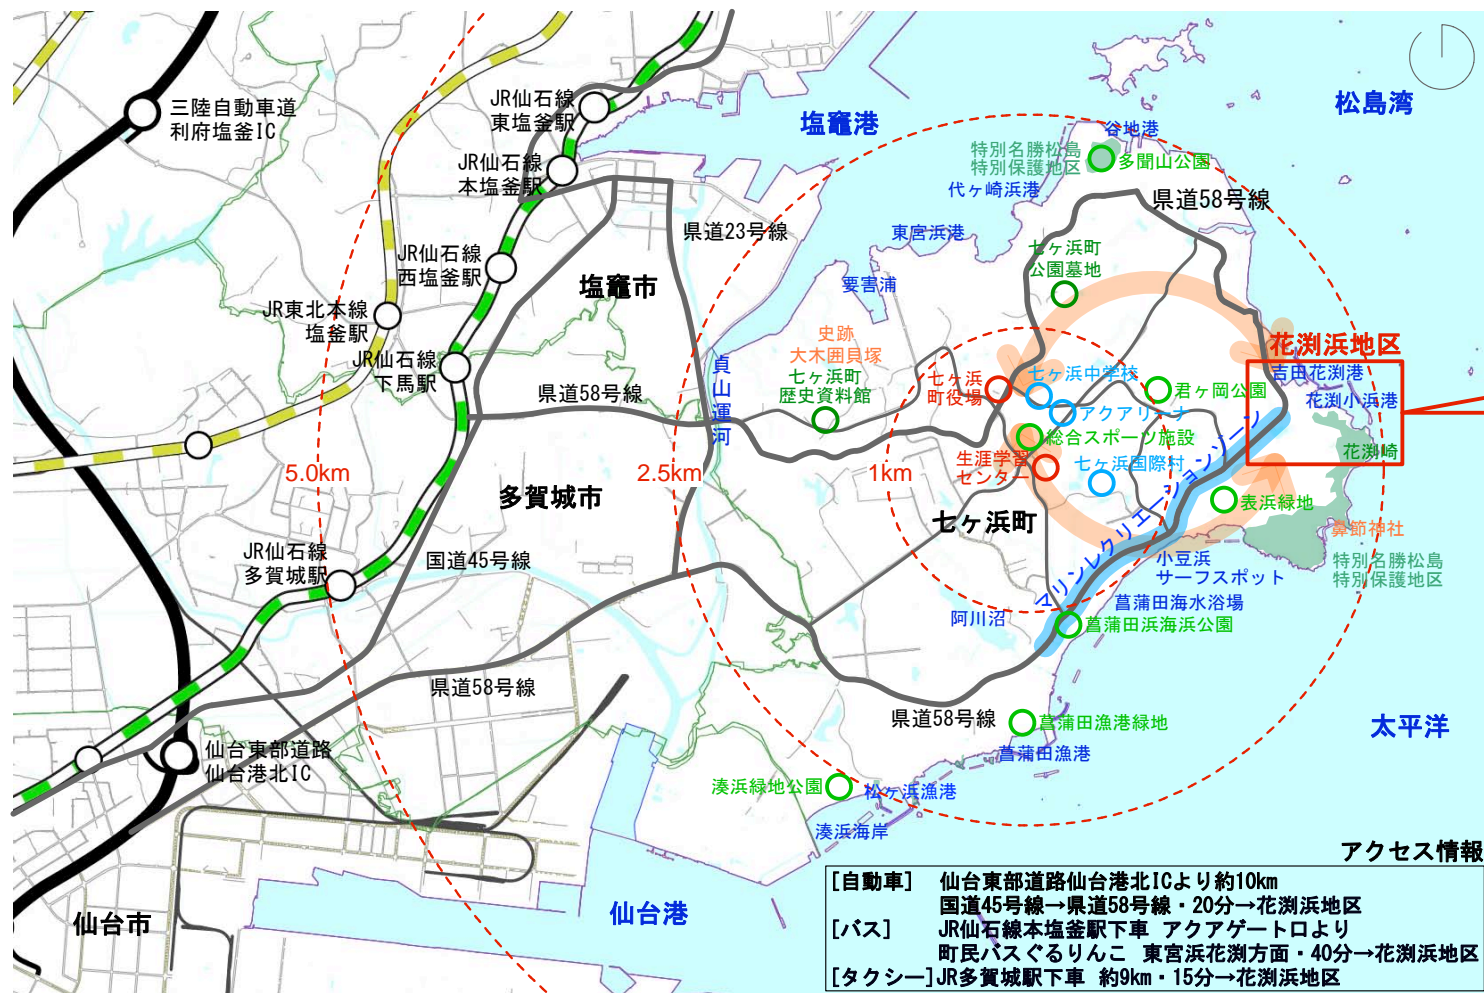 三陸自動車道
利府塩釜IC
JR仙石線
東塩釜駅
JR仙石線
本塩釜駅
塩竈港
松島湾
谷地港
特別名勝松島
特別保護地区
多聞山公園
代ヶ崎浜港
県道58号線
東宮浜港
県道23号線
JR仙石線
西塩釜駅
塩竈市
七ヶ浜町
公園墓地
要害浦
JR東北本線
塩釜駅
史跡
大木囲貝塚
七ヶ浜町
歴史資料館
花渕浜地区
JR仙石線
下馬駅
貞山運河
県道58号線
七ヶ浜
町役場
七ヶ浜中学校
アクアリーナ
君ヶ岡公園
吉田花渕港
花渕小浜港
総合スポーツ施設
花渕崎
生涯学習
センター
七ヶ浜国際村
マリンレクリエーションゾーン
5.0km
2.5km
1km
多賀城市
七ヶ浜町
表浜緑地
鼻節神社
特別名勝松島
特別保護地区
JR仙石線
多賀城駅
国道45号線
小豆浜
サーフスポット
菖蒲田海水浴場
阿川沼
菖蒲田浜海浜公園
県道58号線
県道58号線
菖蒲田漁港緑地
菖蒲田漁港
太平洋
仙台東部道路
仙台港北IC
湊浜緑地公園
松ヶ浜漁港
湊浜海岸
仙台港
仙台市
アクセス情報
[自動車] 仙台東部道路仙台港北ICより約10km
国道45号線→県道58号線・20分→花渕浜地区
[バス] JR仙石線本塩釜駅下車 アクアゲート口より
町民バスぐるりんこ 東宮浜花渕方面・40分→花渕浜地区
[タクシー]JR多賀城駅下車 約9km・15分→花渕浜地区